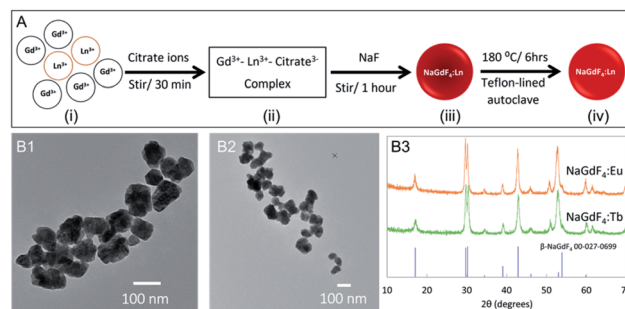 A
Gd³⁺
Gd³⁺
Ln³⁺
Ln³⁺
Gd³⁺
Gd³⁺
Gd³⁺
(i)
Citrate ions
Stir/ 30 min
Gd³⁺- Ln³⁺- Citrate³⁻
Complex
(ii)
NaF
Stir/ 1 hour
NaGdF₄:Ln
(iii)
180 ⁰C/ 6hrs
Teflon-lined
autoclave
NaGdF₄:Ln
(iv)
B1
100 nm
B2
100 nm
B3
NaGdF₄:Eu
NaGdF₄:Tb
β-NaGdF₄ 00-027-0699
10 20 30 40 50 60 70
2θ (degrees)